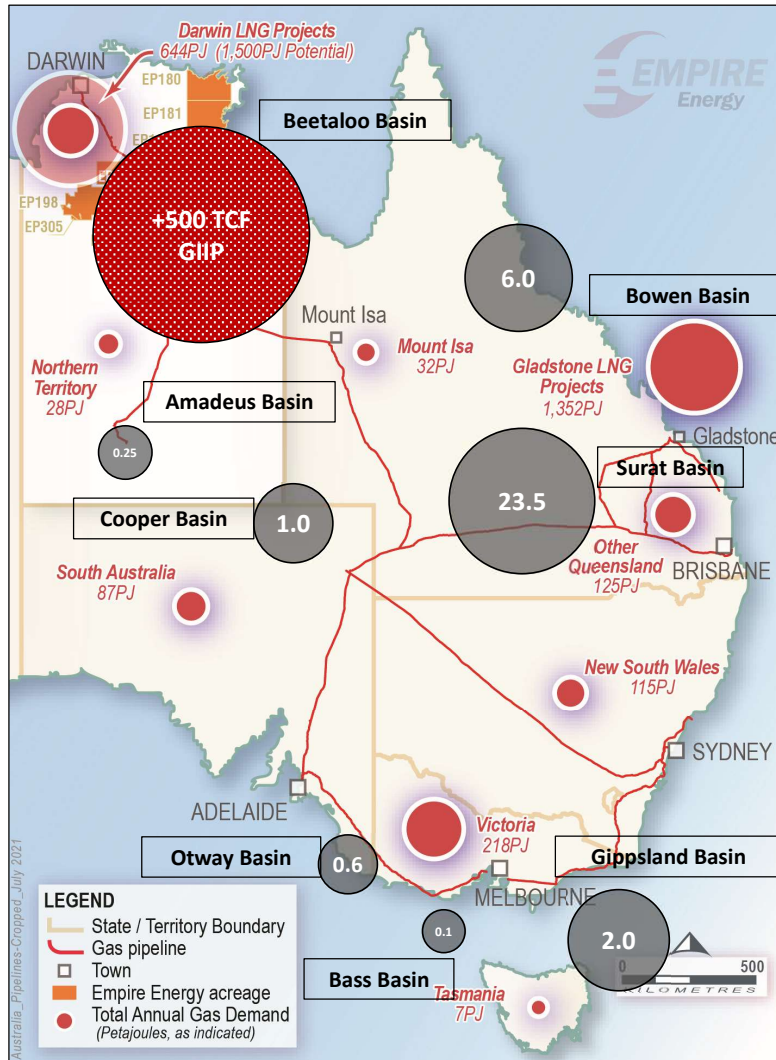 Darwin LNG Projects
644PJ (1,500PJ Potential)
DARWIN
EMPIRE
Energy
EP180
EP181
Beetaloo Basin
EP198
EP305
+500 TCF
GIIP
6.0
Bowen Basin
Mount Isa
Mount Isa
32PJ
Northern
Territory
28PJ
Gladstone LNG
Projects
1,352PJ
Amadeus Basin
Gladstone
0.25
Surat Basin
23.5
Cooper Basin
1.0
Other
Queensland
125PJ
BRISBANE
South Australia
87PJ
New South Wales
115PJ
SYDNEY
ADELAIDE
Victoria
218PJ
Otway Basin
0.6
Gippsland Basin
MELBOURNE
LEGEND
State / Territory Boundary
Gas pipeline
Town
Empire Energy acreage
Total Annual Gas Demand
(Petajoules, as indicated)
0.1
2.0
Bass Basin
0 500
KILOMETRES
Tasmania
7PJ
Australia_Pipelines-Cropped_July 2021